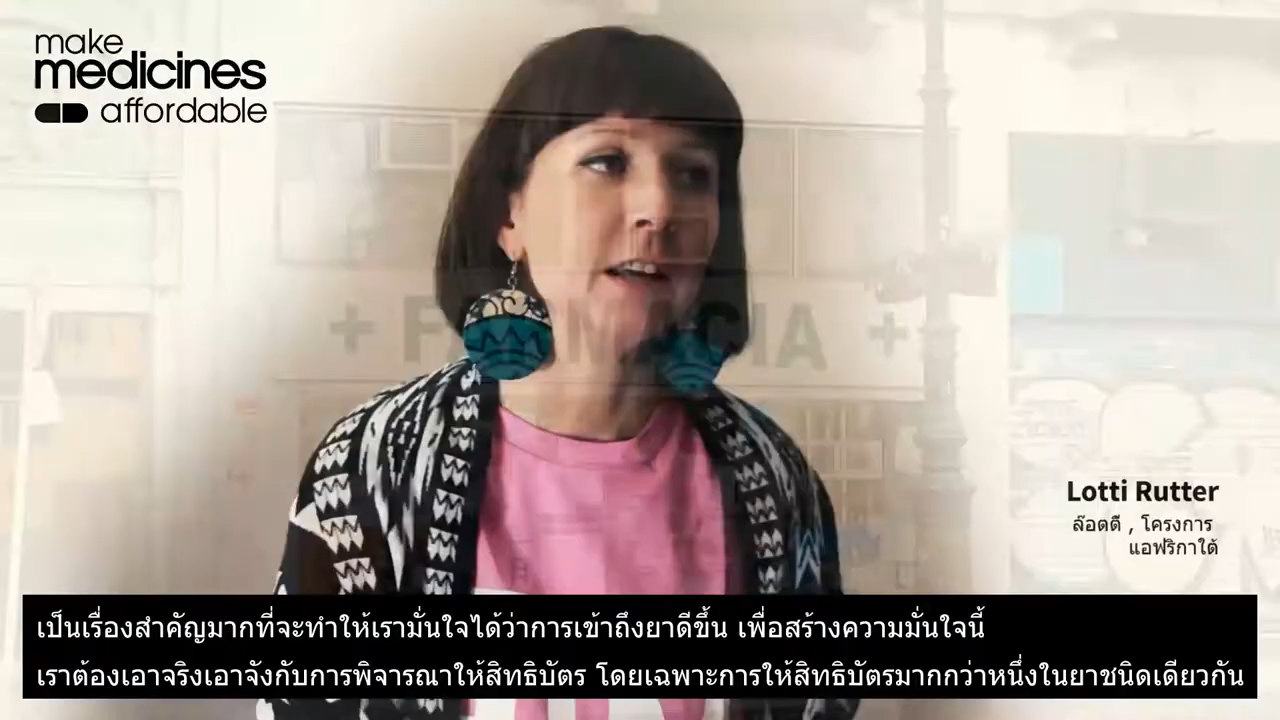 make
medicines
affordable
+ FARMACIA +
Lotti Rutter
ล๊อตตี , โครงการ
แอฟริกาใต้
เป็นเรื่องสำคัญมากที่จะทำให้เรามั่นใจได้ว่าการเข้าถึงยาดีขึ้น เพื่อสร้างความมั่นใจนี้
เราต้องเอาจริงเอาจังกับการพิจารณาให้สิทธิบัตร โดยเฉพาะการให้สิทธิบัตรมากกว่าหนึ่งในยาชนิดเดียวกัน